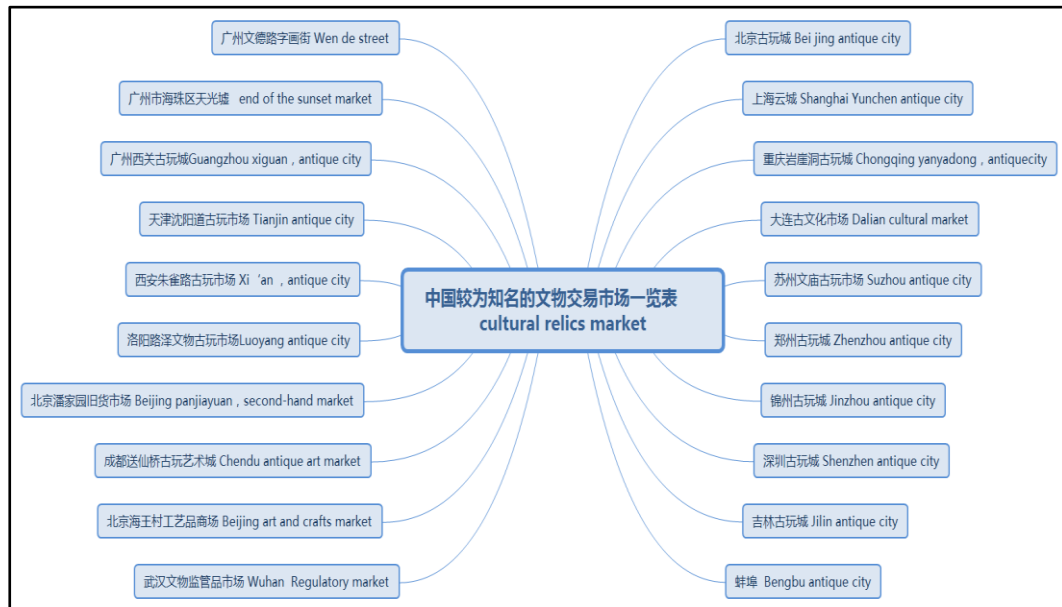 广州文德路字画街 Wen de street
广州市海珠区天光墟 end of the sunset market
广州西关古玩城Guangzhou xiguan，antique city
天津沈阳道古玩市场 Tianjin antique city
西安朱雀路古玩市场 Xi‘an ，antique city
洛阳路泽文物古玩市场Luoyang antique city
北京潘家园旧货市场 Beijing panjiayuan，second-hand market
成都送仙桥古玩艺术城 Chendu antique art market
北京海王村工艺品商场 Beijing art and crafts market
武汉文物监管品市场 Wuhan Regulatory market
中国较为知名的文物交易市场一览表
cultural relics market
北京古玩城 Bei jing antique city
上海云城 Shanghai Yunchen antique city
重庆岩崖洞古玩城 Chongqing yanyadong，antiquecity
大连古文化市场 Dalian cultural market
苏州文庙古玩市场 Suzhou antique city
郑州古玩城 Zhenzhou antique city
锦州古玩城 Jinzhou antique city
深圳古玩城 Shenzhen antique city
吉林古玩城 Jilin antique city
蚌埠 Bengbu antique city